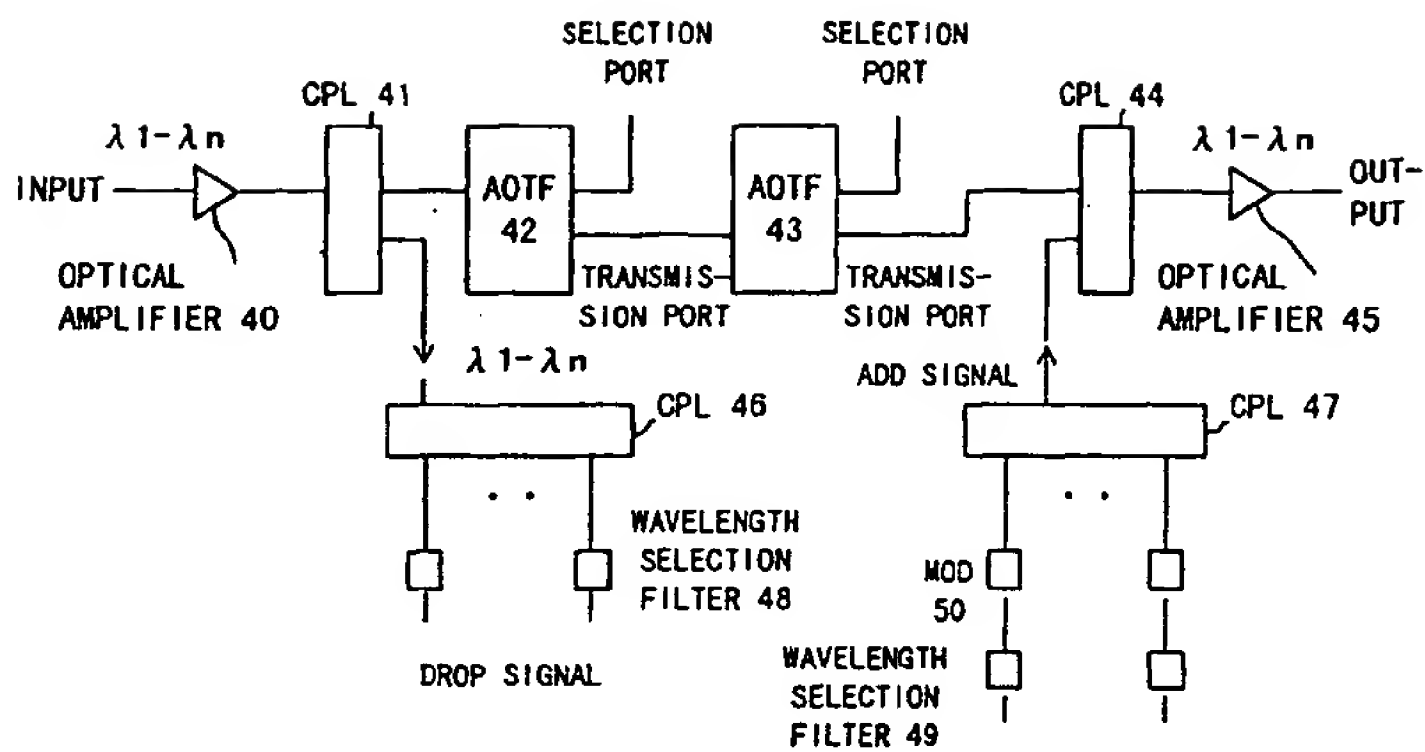 SELECTION
PORT
SELECTION
PORT
CPL 41
CPL 44
λ1-λn
λ1-λn
INPUT
AOTF
42
AOTF
43
OUT-
PUT
OPTICAL
AMPLIFIER 40
TRANSMIS-
SION PORT
TRANSMIS-
SION PORT
OPTICAL
AMPLIFIER 45
λ1-λn
ADD SIGNAL
CPL 46
CPL 47
WAVELENGTH
SELECTION
FILTER 48
MOD
50
DROP SIGNAL
WAVELENGTH
SELECTION
FILTER 49